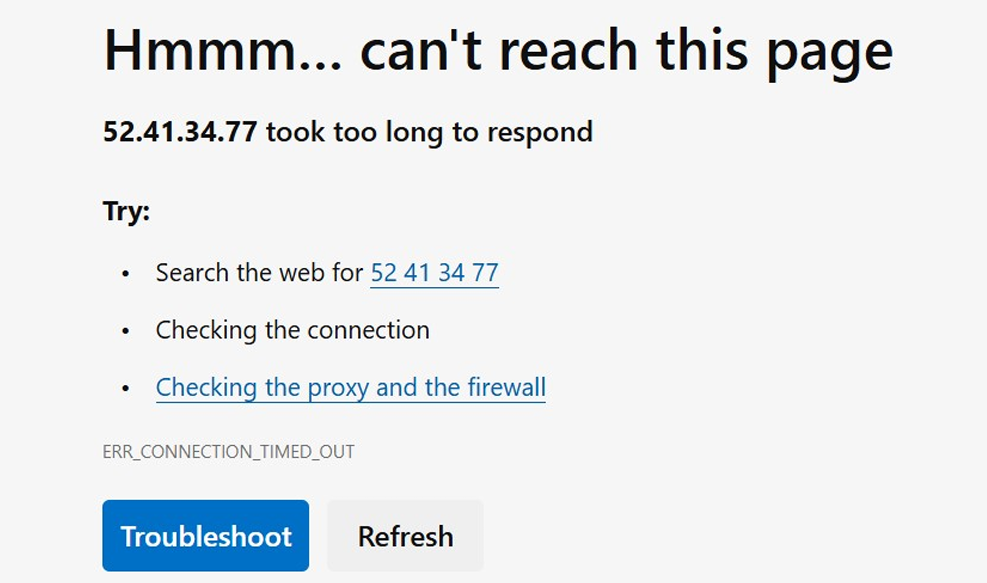 Hmmm... can't reach this page
52.41.34.77 took too long to respond
Try:
• Search the web for 52 41 34 77
• Checking the connection
• Checking the proxy and the firewall
ERR_CONNECTION_TIMED_OUT
Troubleshoot Refresh